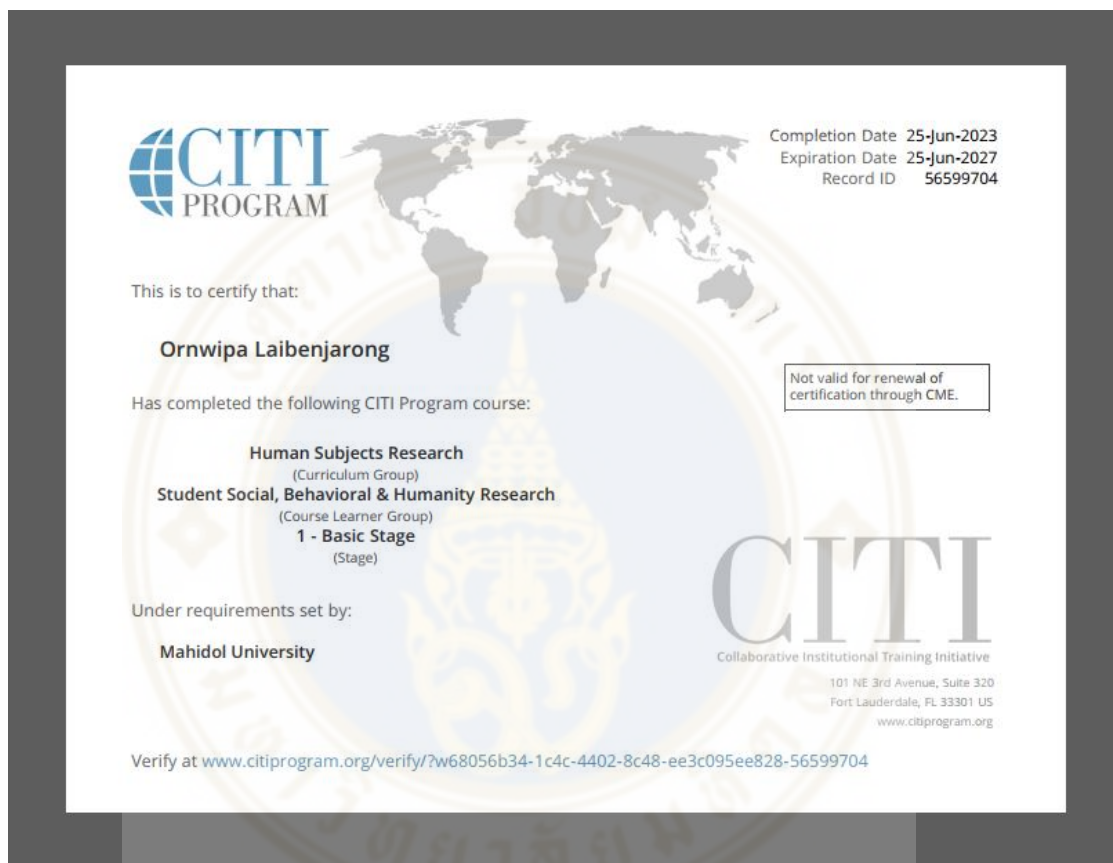 CITI
PROGRAM
Completion Date 25-Jun-2023
Expiration Date 25-Jun-2027
Record ID 56599704
This is to certify that:
Ornwipa Laibenjarong
Not valid for renewal of
certification through CME.
Has completed the following CITI Program course:
Human Subjects Research
(Curriculum Group)
Student Social, Behavioral & Humanity Research
(Course Learner Group)
1 - Basic Stage
(Stage)
Under requirements set by:
Mahidol University
CITI
Collaborative Institutional Training Initiative
101 NE 3rd Avenue, Suite 320
Fort Lauderdale, FL 33301 US
www.citiprogram.org
Verify at www.citiprogram.org/verify/?w68056b34-1c4c-4402-8c48-ee3c095ee828-56599704